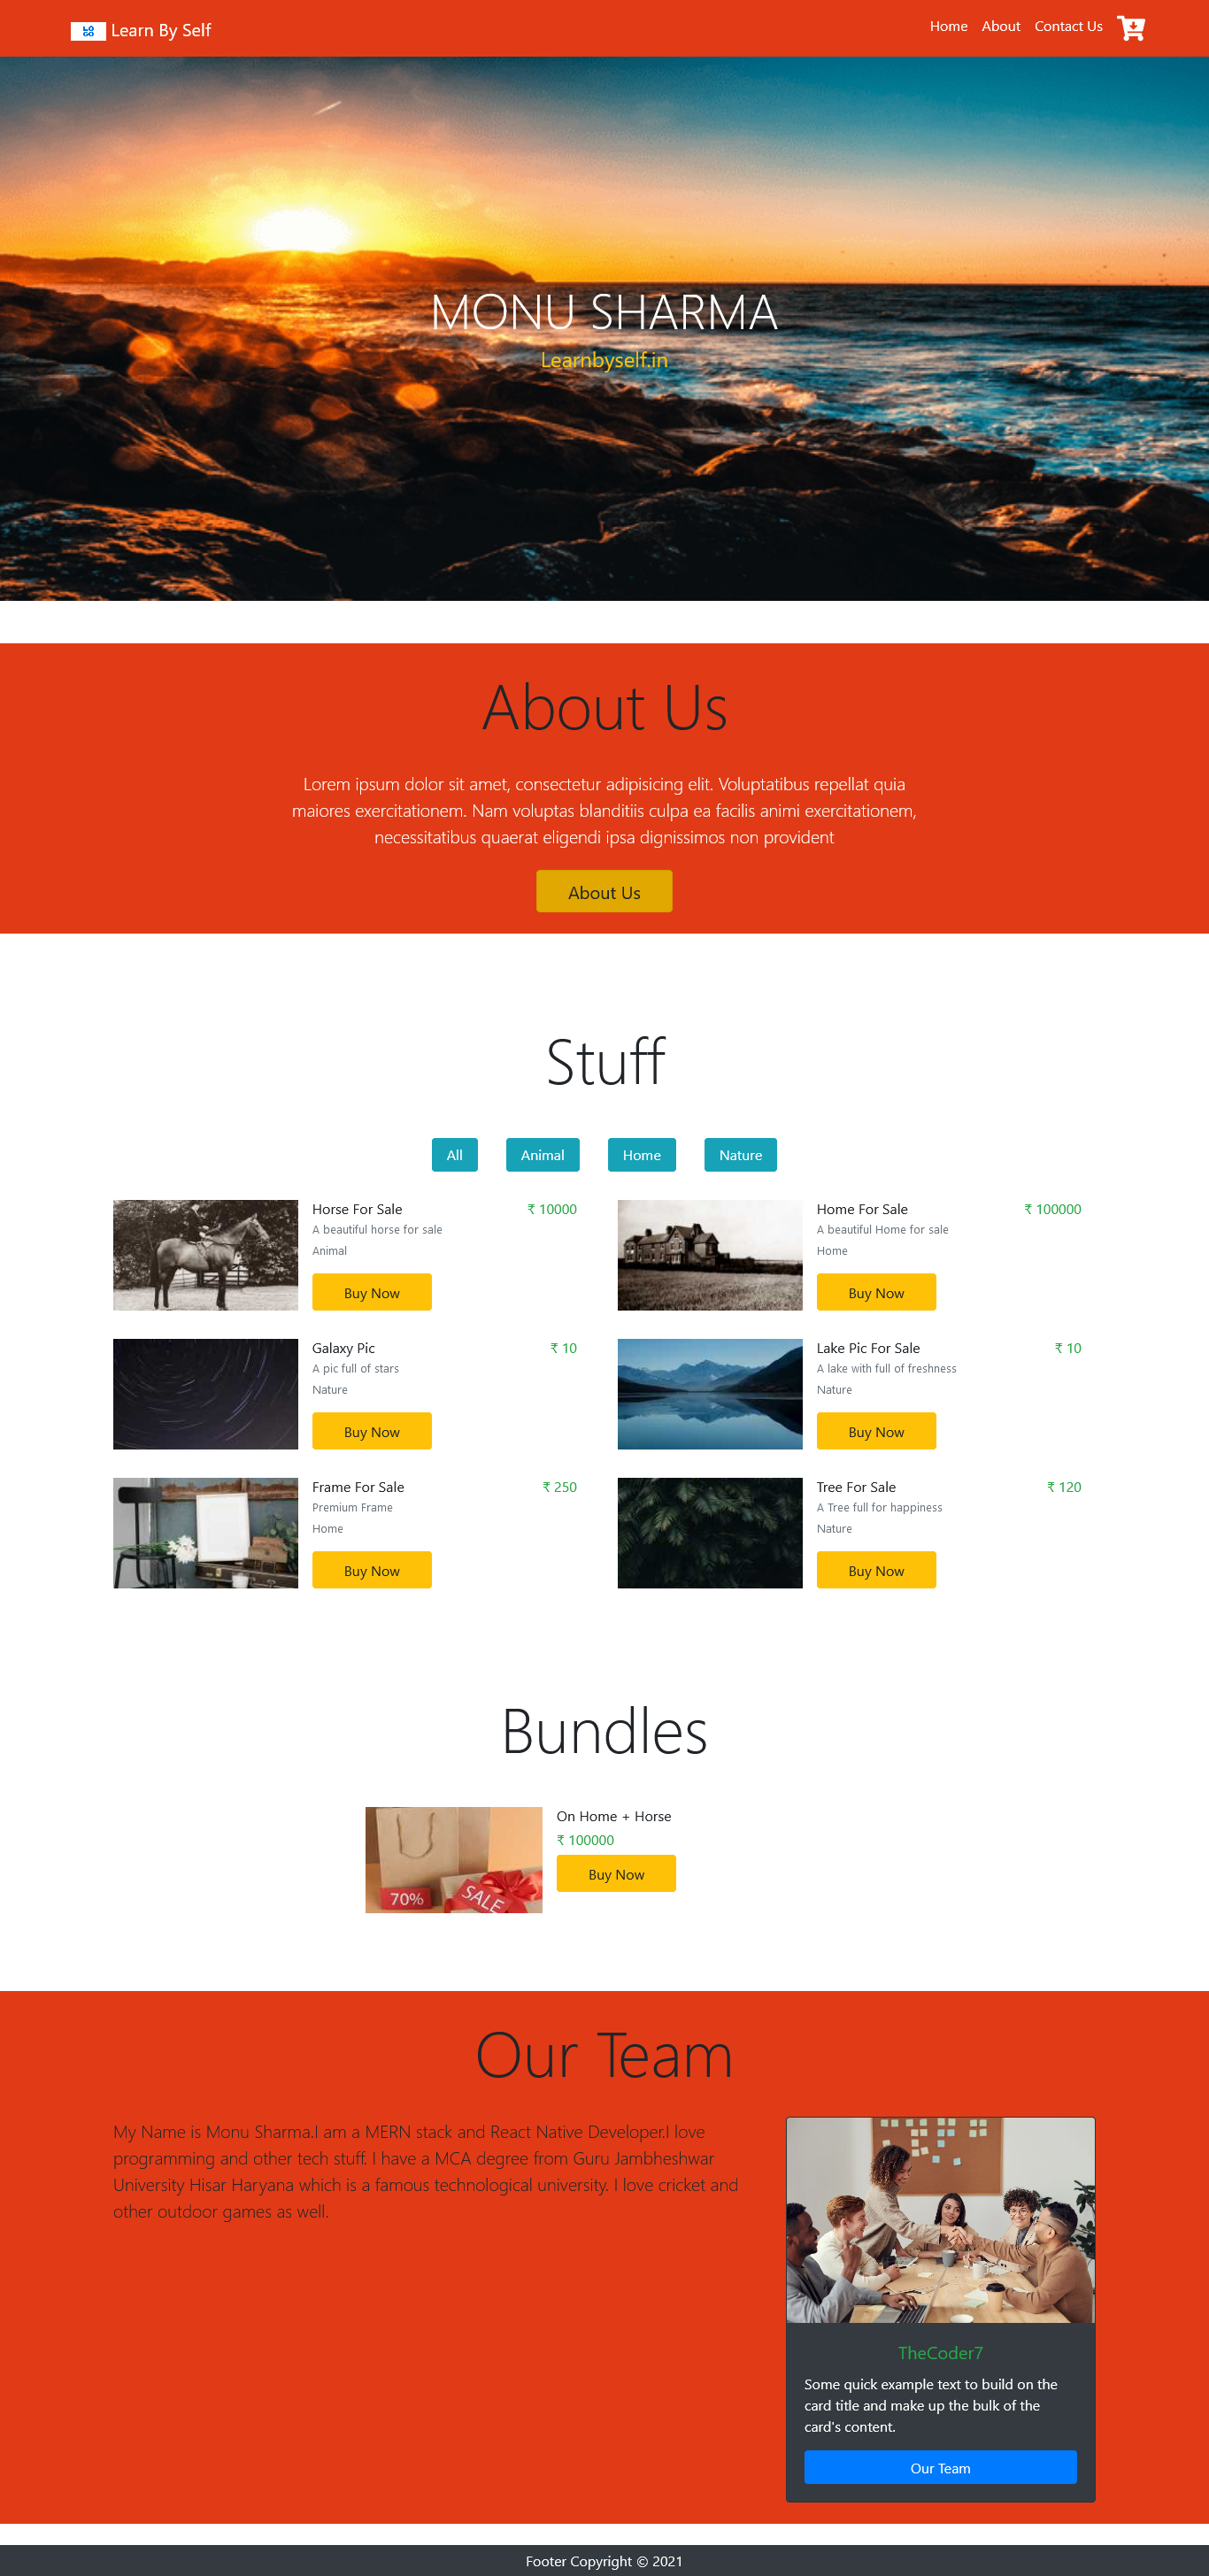 LOGO Learn By Self Home About Contact Us
MONU SHARMA
Learnbyself.in
About Us
Lorem ipsum dolor sit amet, consectetur adipisicing elit. Voluptatibus repellat quia
maiores exercitationem. Nam voluptas blanditiis culpa ea facilis animi exercitationem,
necessitatibus quaerat eligendi ipsa dignissimos non provident
About Us
Stuff
All Animal Home Nature
Horse For Sale ₹ 10000
A beautiful horse for sale
Animal
Buy Now
Home For Sale ₹ 100000
A beautiful Home for sale
Home
Buy Now
Galaxy Pic ₹ 10
A pic full of stars
Nature
Buy Now
Lake Pic For Sale ₹ 10
A lake with full of freshness
Nature
Buy Now
Frame For Sale ₹ 250
Premium Frame
Home
Buy Now
Tree For Sale ₹ 120
A Tree full for happiness
Nature
Buy Now
Bundles
70% SALE
On Home + Horse
₹ 100000
Buy Now
Our Team
My Name is Monu Sharma.I am a MERN stack and React Native Developer.I love
programming and other tech stuff. I have a MCA degree from Guru Jambheshwar
University Hisar Haryana which is a famous technological university. I love cricket and
other outdoor games as well.
TheCoder7
Some quick example text to build on the
card title and make up the bulk of the
card's content.
Our Team
Footer Copyright © 2021